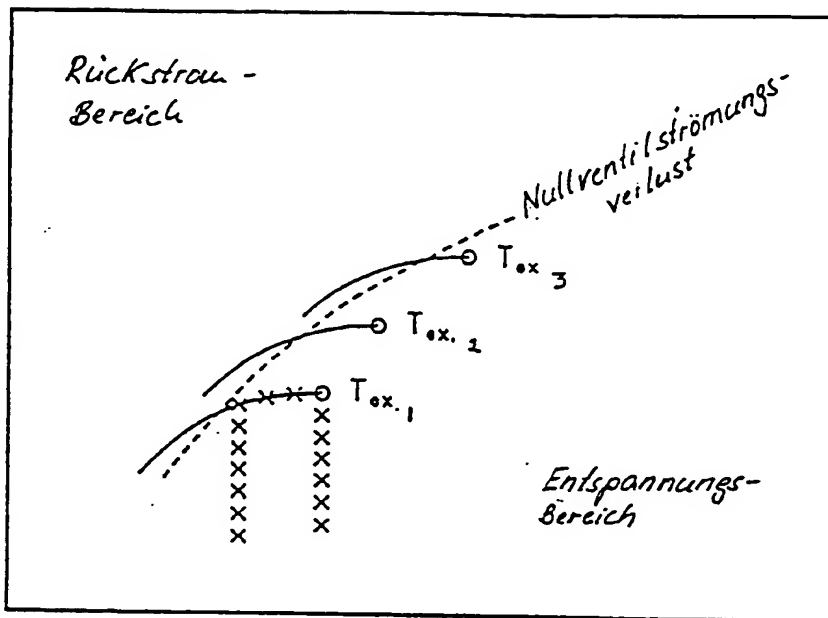 Rückstrom-
Bereich
Nullventilströmungs-
verlust
T ex 3
T ex. 2
T ex. 1
Entspannungs-
Bereich